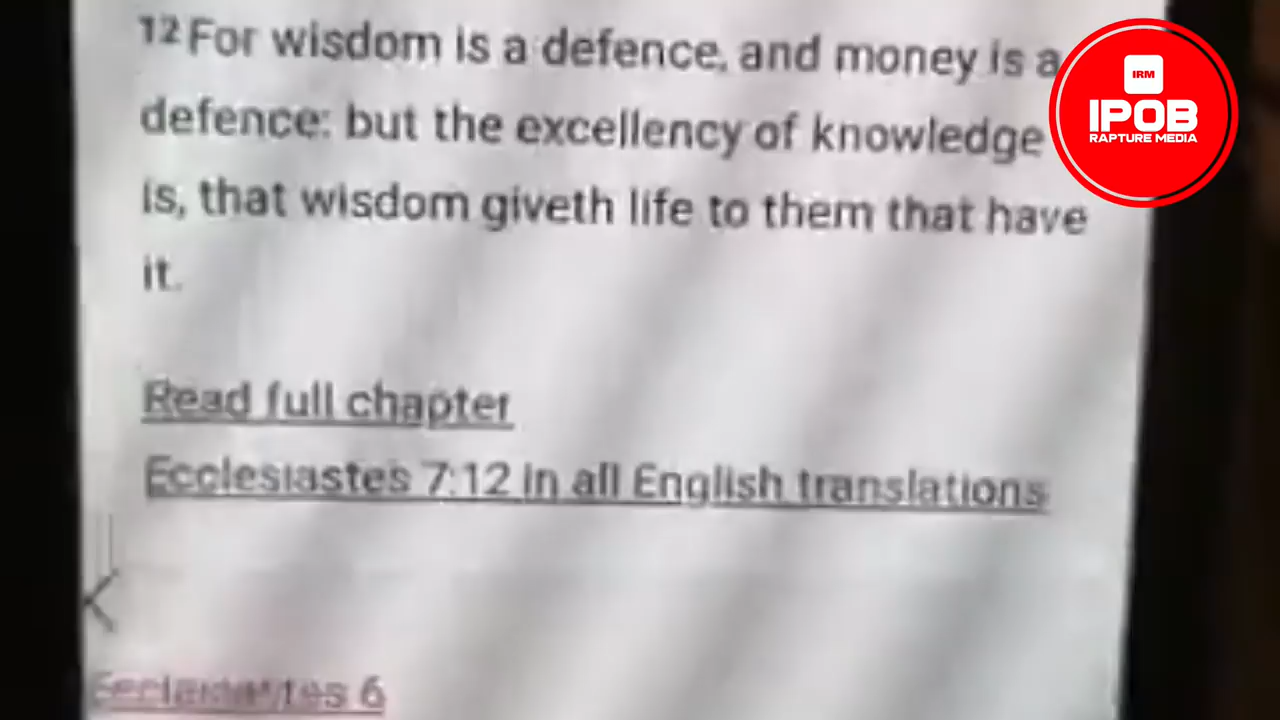 12 For wisdom is a defence, and money is a
defence: but the excellency of knowledge
is, that wisdom giveth life to them that have
it.
Read full chapter
Ecclesiastes 7:12 in all English translations
Ecclesiastes 6
IRM
IPOB
RAPTURE MEDIA